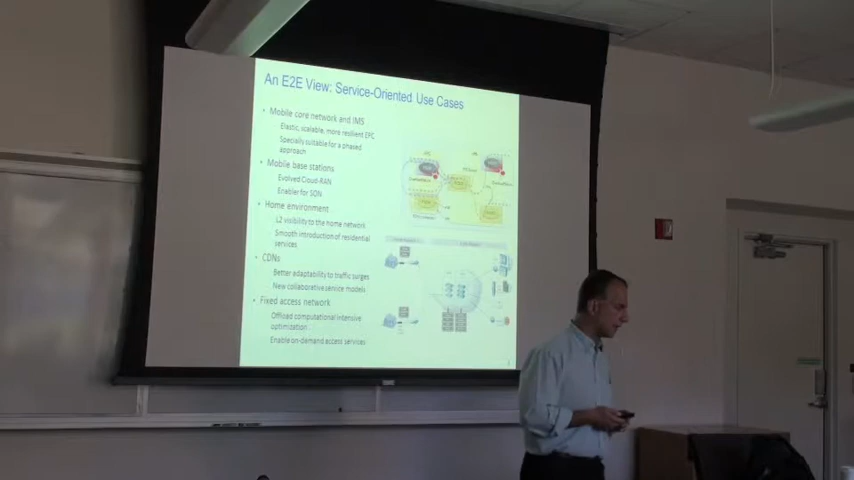 An E2E View: Service-Oriented Use Cases
• Mobile core network and IMS
Elastic, scalable, more resilient EPC
Specially suitable for a phased
approach
• Mobile base stations
Evolved Cloud-RAN
Enabler for SON
• Home environment
L2 visibility to the home network
Smooth introduction of residential
services
• CDNs
Better adaptability to traffic surges
New collaborative service models
• Fixed access network
Offload computational intensive
optimization
Enable on-demand access services